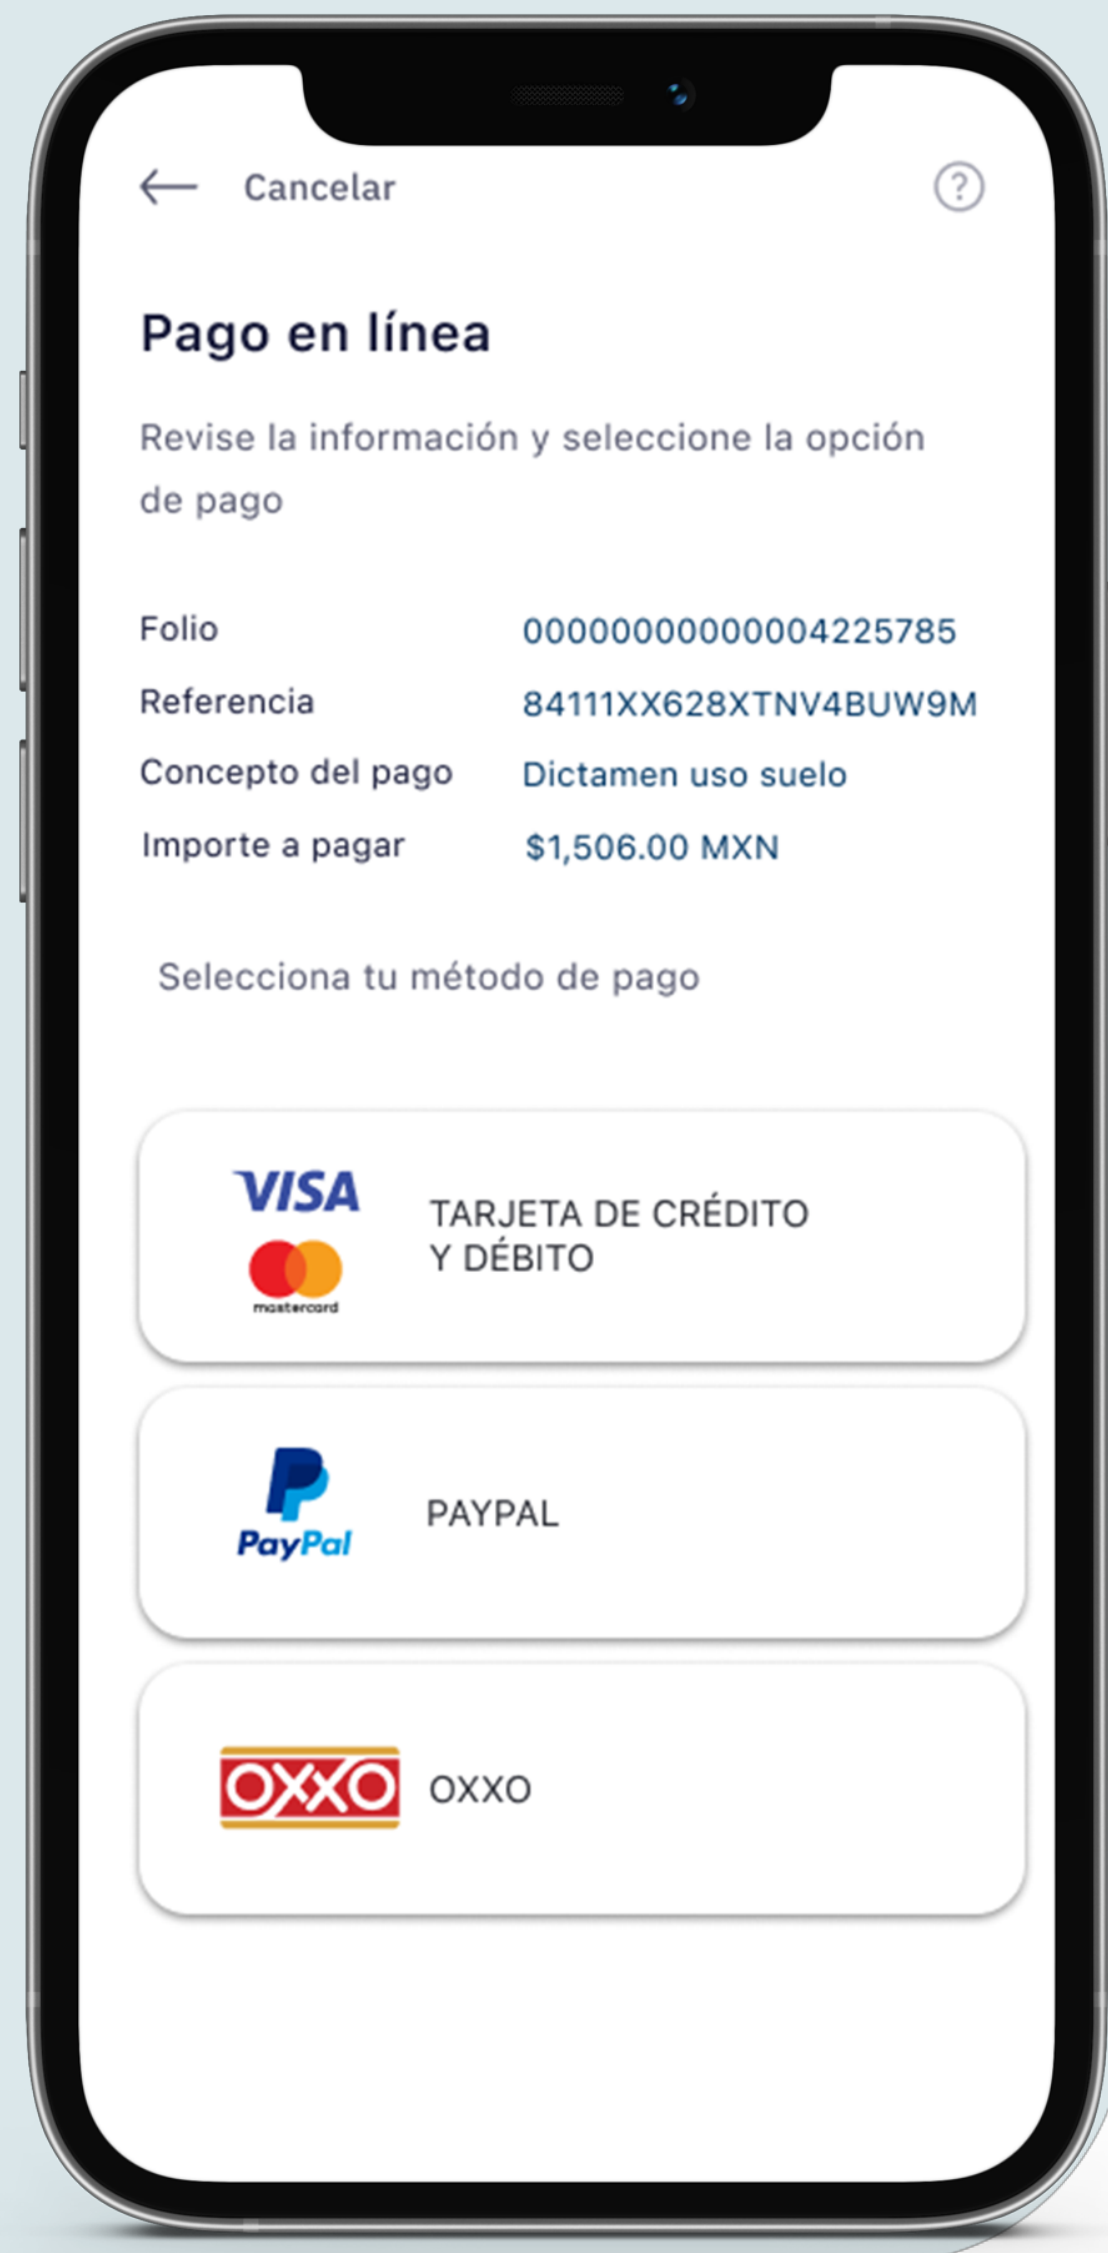 Cancelar
?
Pago en línea
Revise la información y seleccione la opción
de pago
Folio 00000000000004225785
Referencia 84111XX628XTNV4BUW9M
Concepto del pago Dictamen uso suelo
Importe a pagar $1,506.00 MXN
Selecciona tu método de pago
VISA
mastercard
TARJETA DE CRÉDITO
Y DÉBITO
PayPal
PAYPAL
OXXO
OXXO